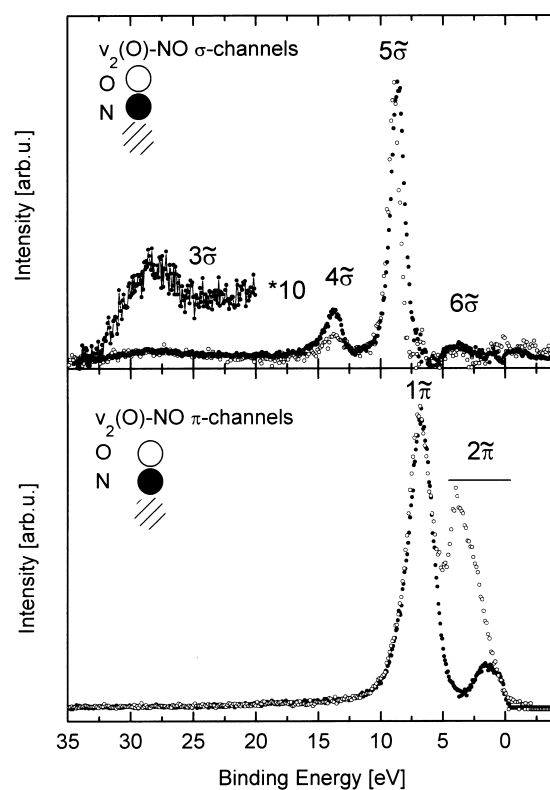 v₂(O)-NO σ-channels
O
N
5σ̃
3σ̃
*10
4σ̃
6σ̃
Intensity [arb.u.]
v₂(O)-NO π-channels
O
N
1π̃
2π̃
Intensity [arb.u.]
35 30 25 20 15 10 5 0
Binding Energy [eV]